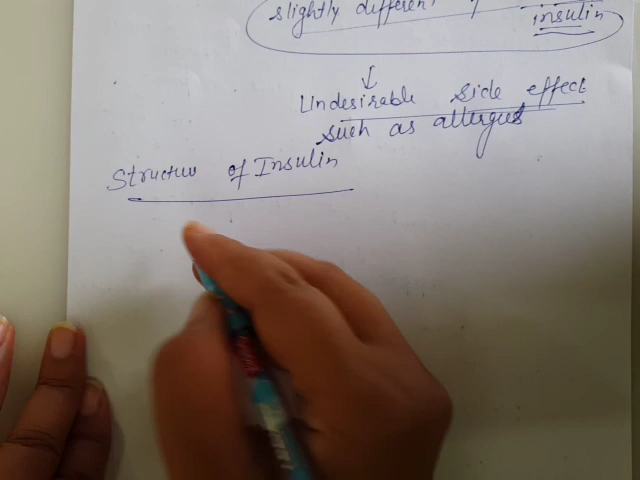 slightly different
insulin
Undesirable side effect
such as allergies
Structure of Insulin